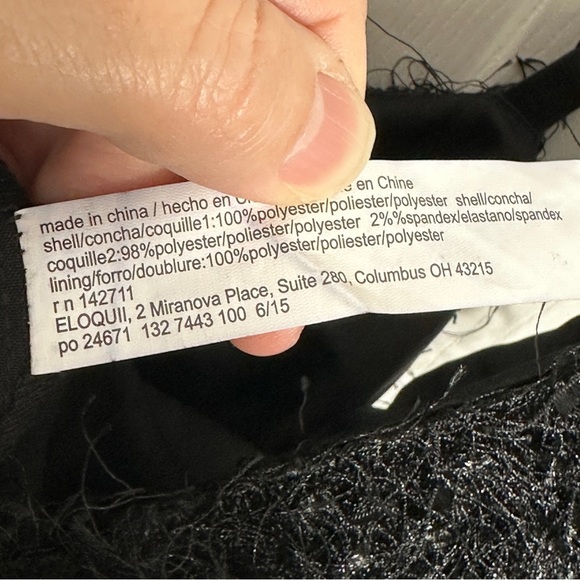 made in china / hecho en en Chine
shell/concha/coquille1:100%polyester/poliester/polyester shell/concha/
coquille2:98%polyester/poliester/polyester 2%%spandex/elastano/spandex
lining/forro/doublure:100%polyester/poliester/polyester
r n 142711
ELOQUII, 2 Miranova Place, Suite 280, Columbus OH 43215
po 24671 132 7443 100 6/15